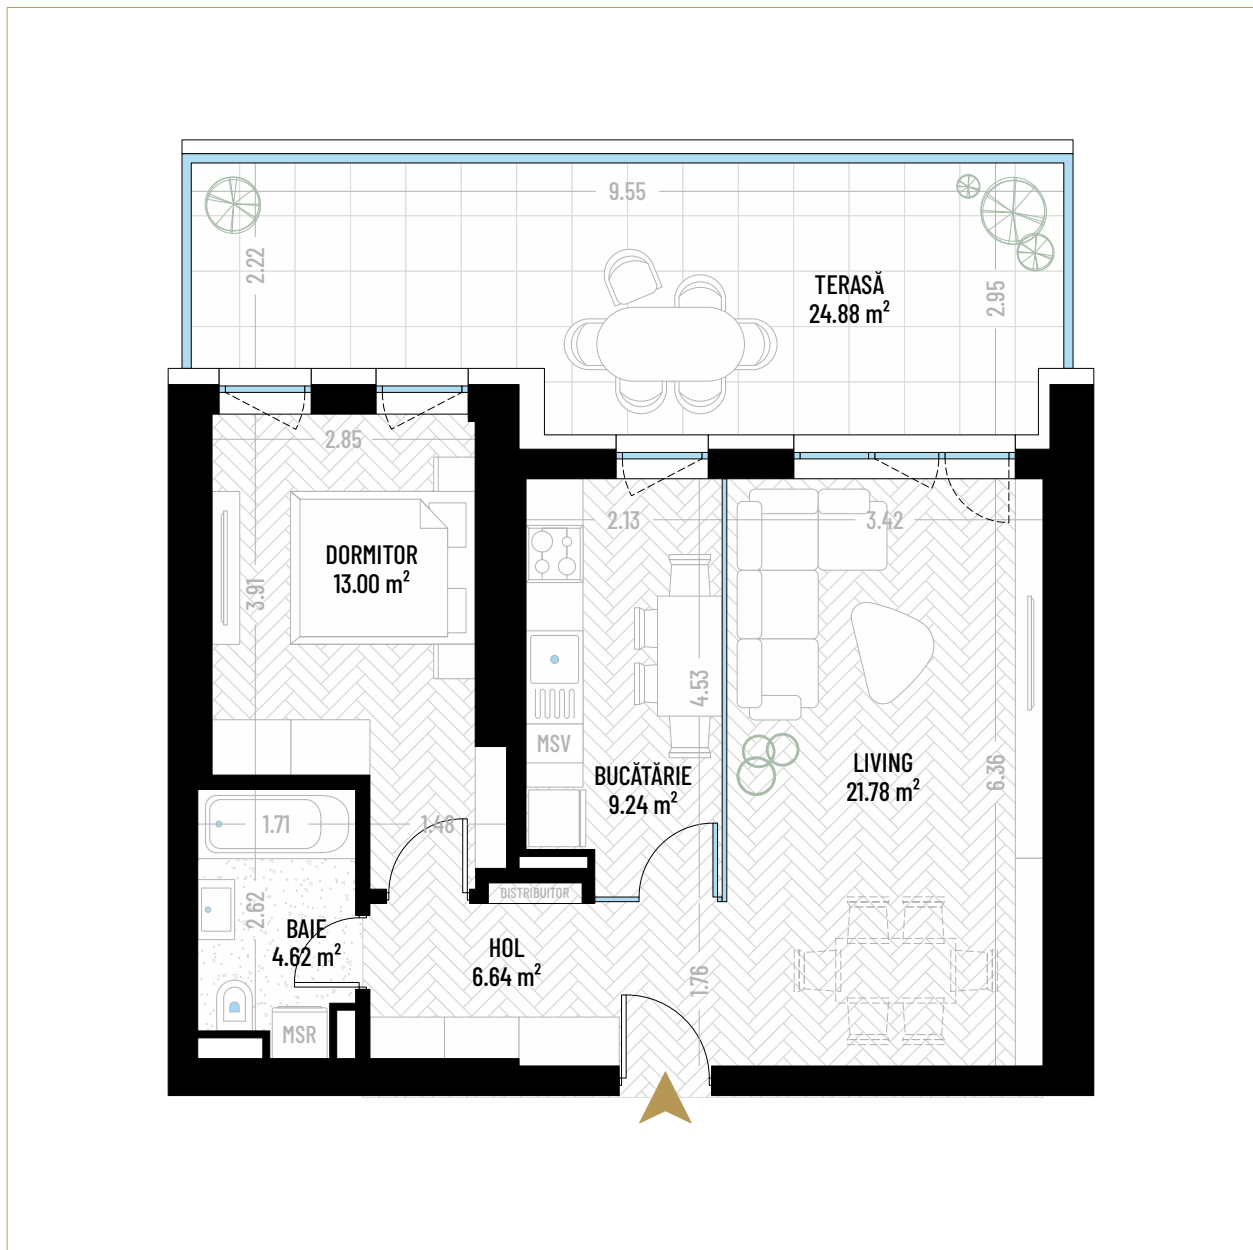 9.55
2.22
TERASĂ
24.88 m²
2.95
2.85
2.13
3.42
DORMITOR
13.00 m²
3.91
4.53
MSV
BUCĂTĂRIE
9.24 m²
LIVING
21.78 m²
6.36
1.71
1.48
DISTRIBUITOR
2.62
BAIE
4.62 m²
HOL
6.64 m²
1.76
MSR